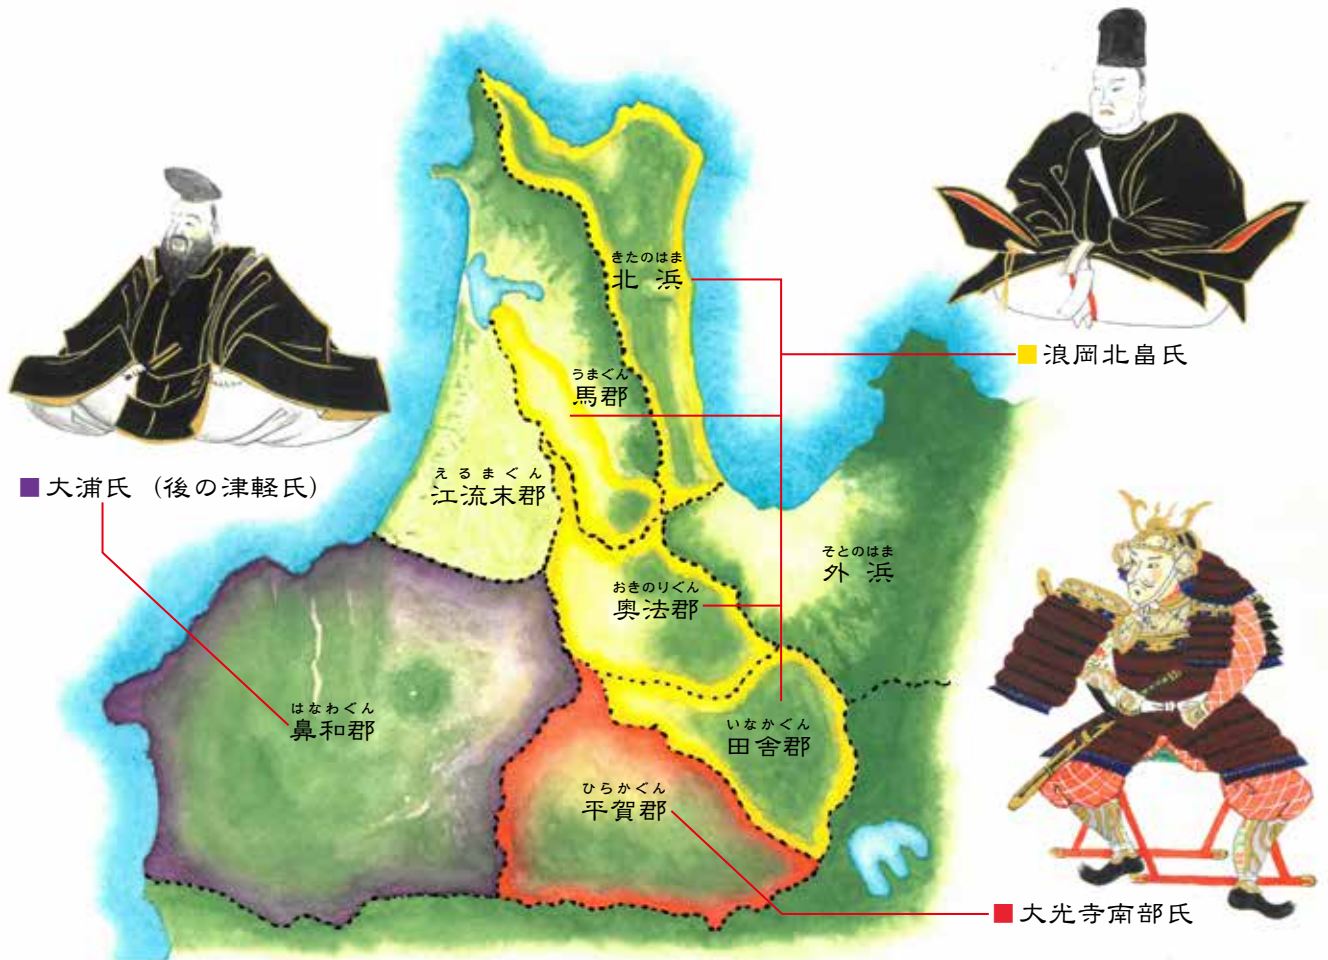 きたのはま
北浜
■浪岡北畠氏
うまぐん
馬郡
えるまぐん
江流末郡
■大浦氏（後の津軽氏）
そとのはま
外浜
おきのりぐん
奥法郡
はなわぐん
鼻和郡
いなかぐん
田舎郡
ひらかぐん
平賀郡
■大光寺南部氏